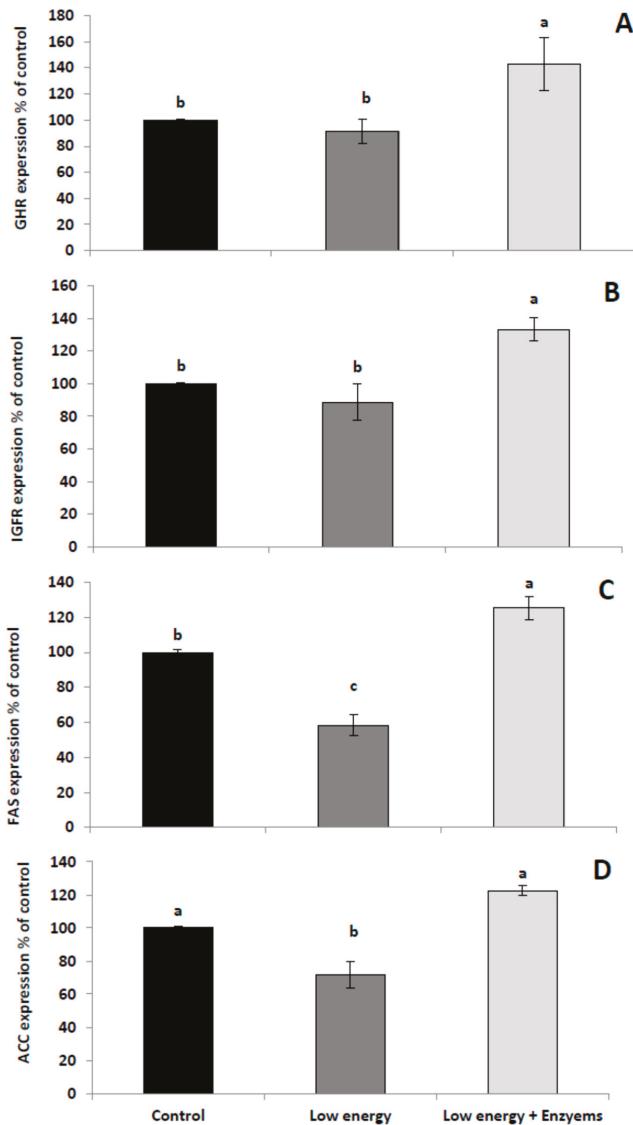 A
GHR experssion % of control
180
160
140
120
100
80
60
40
20
0
b
b
a
B
IGFR expression % of control
160
140
120
100
80
60
40
20
0
b
b
a
C
FAS expression % of control
140
120
100
80
60
40
20
0
b
c
a
D
ACC expression % of control
140
120
100
80
60
40
20
0
a
b
a
Control Low energy Low energy + Enzyems